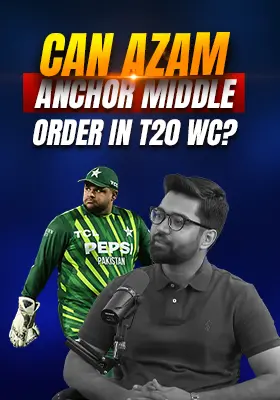 CAN AZAM
ANCHOR MIDDLE
ORDER IN T20 WC?
TCL
PEPSI
PAKISTAN